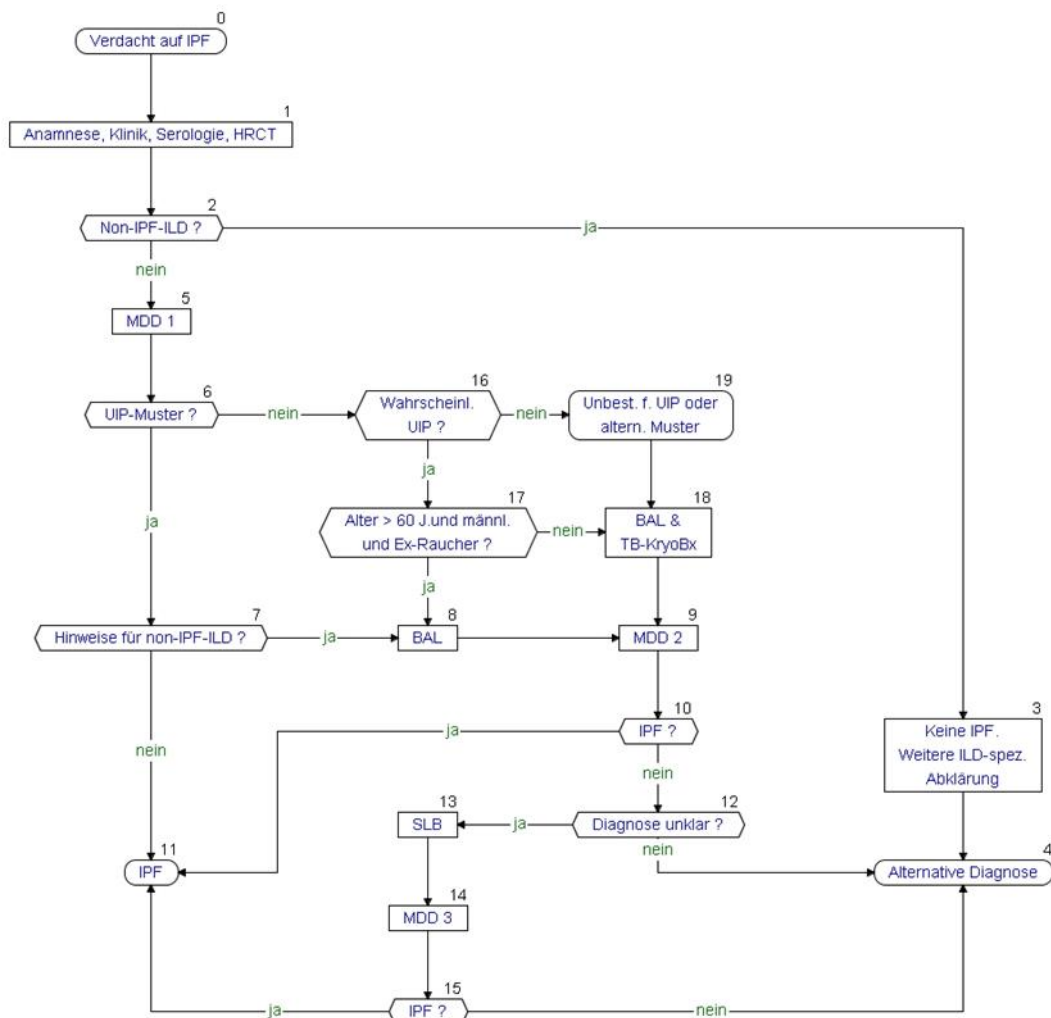 0
Verdacht auf IPF
1
Anamnese, Klinik, Serologie, HRCT
2
Non-IPF-ILD ?
ja
nein
5
MDD 1
6
UIP-Muster ?
nein
16
Wahrscheinl.
UIP ?
nein
19
Unbest. f. UIP oder
altern. Muster
ja
ja
17
Alter > 60 J.und männl.
und Ex-Raucher ?
nein
18
BAL &
TB-KryoBx
ja
7
Hinweise für non-IPF-ILD ?
ja
8
BAL
9
MDD 2
nein
10
IPF ?
ja
nein
3
Keine IPF.
Weitere ILD-spez.
Abklärung
12
Diagnose unklar ?
ja
nein
13
SLB
11
IPF
4
Alternative Diagnose
14
MDD 3
15
IPF ?
ja
nein